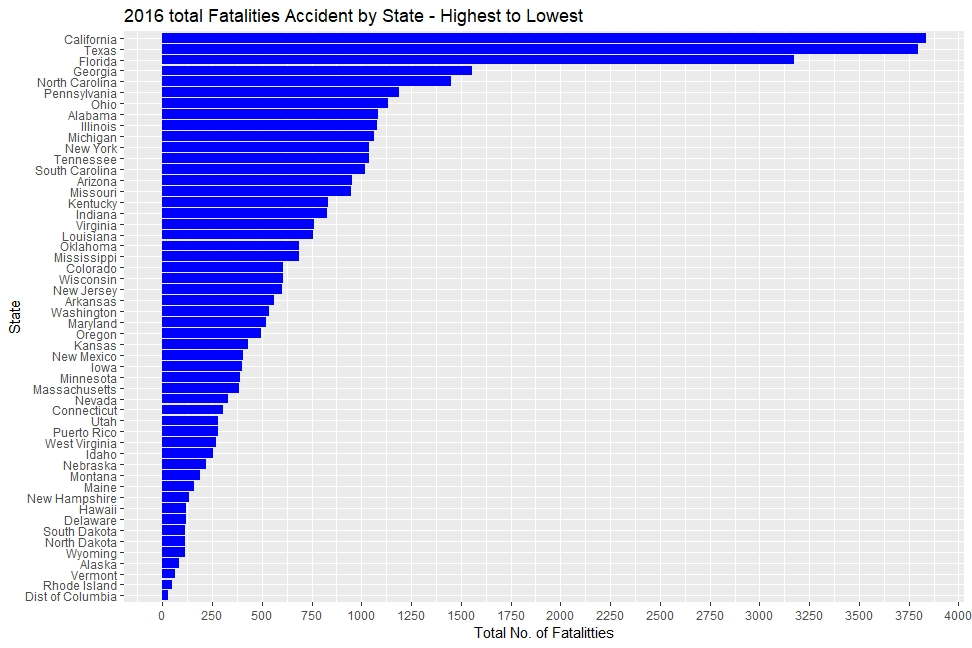 2016 total Fatalities Accident by State - Highest to Lowest
California
Texas
Florida
Georgia
North Carolina
Pennsylvania
Ohio
Alabama
Illinois
Michigan
New York
Tennessee
South Carolina
Arizona
Missouri
Kentucky
Indiana
Virginia
Louisiana
Oklahoma
Mississippi
Colorado
Wisconsin
New Jersey
Arkansas
Washington
Maryland
Oregon
Kansas
New Mexico
Iowa
Minnesota
Massachusetts
Nevada
Connecticut
Utah
Puerto Rico
West Virginia
Idaho
Nebraska
Montana
Maine
New Hampshire
Hawaii
Delaware
South Dakota
North Dakota
Wyoming
Alaska
Vermont
Rhode Island
Dist of Columbia
State
0 250 500 750 1000 1250 1500 1750 2000 2250 2500 2750 3000 3250 3500 3750 4000
Total No. of Fatalitties